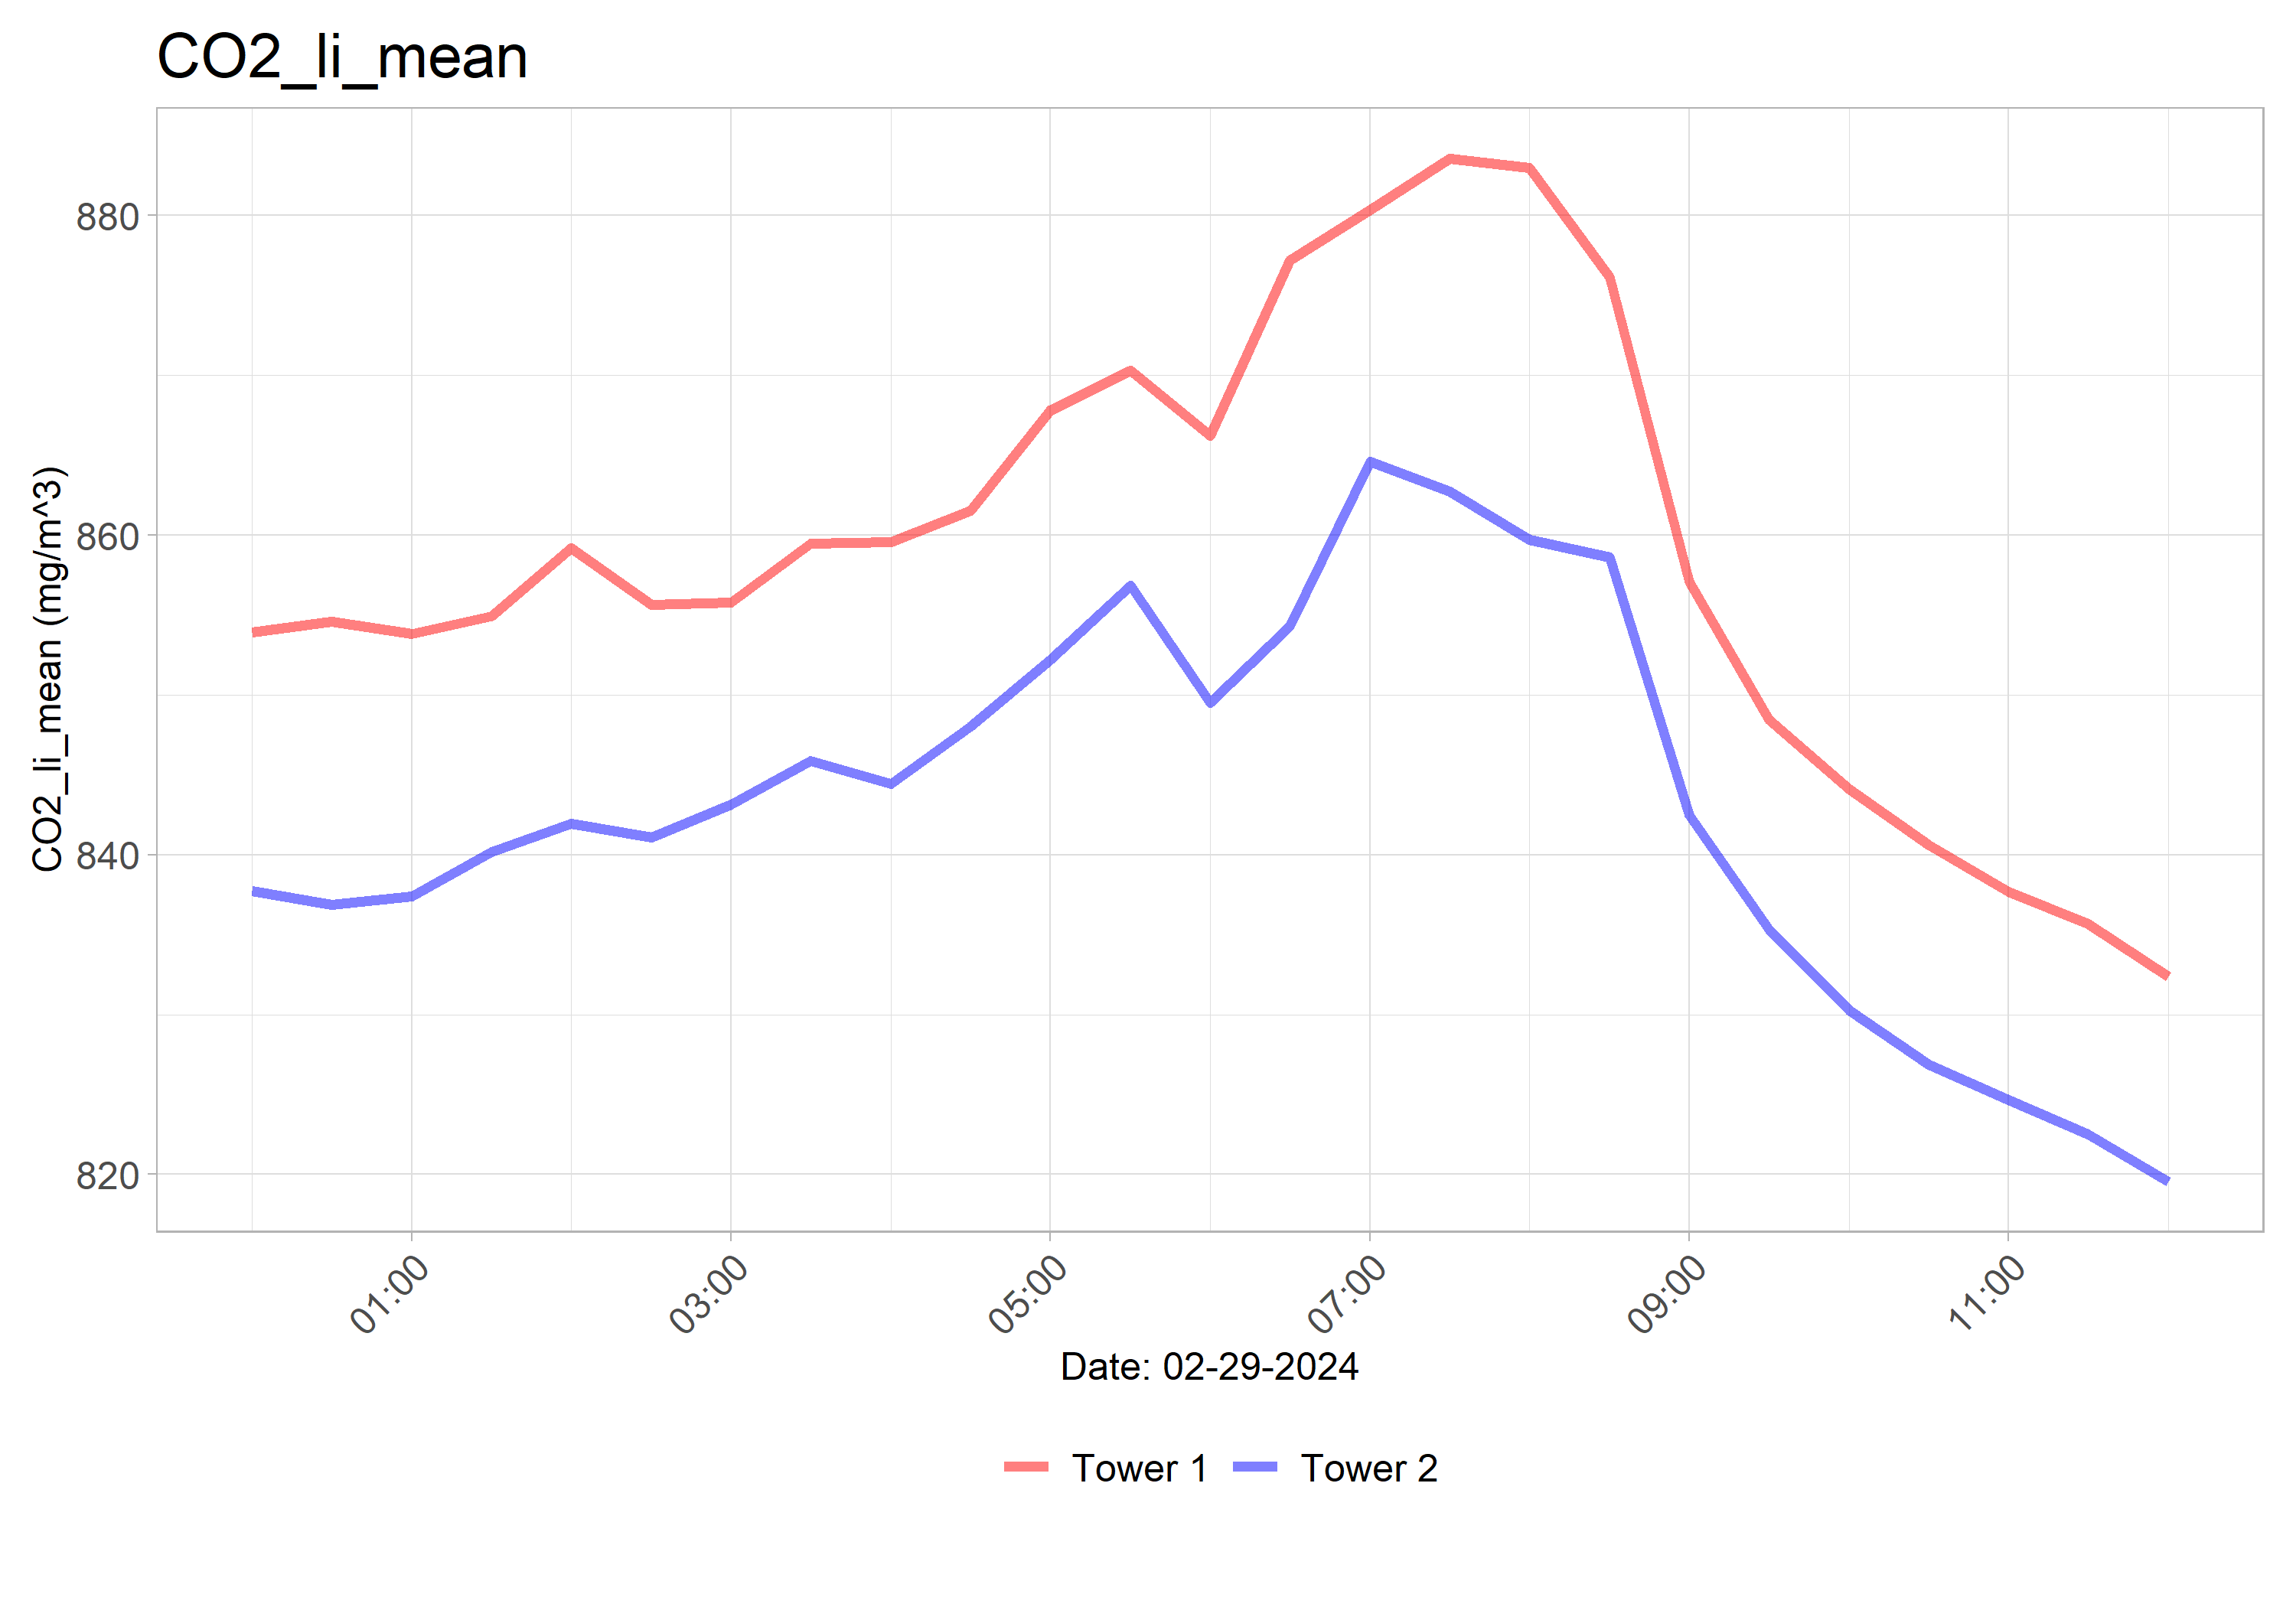 CO2_li_mean
CO2_li_mean (mg/m^3)
880
860
840
820
01:00
03:00
05:00
07:00
09:00
11:00
Date: 02-29-2024
Tower 1
Tower 2